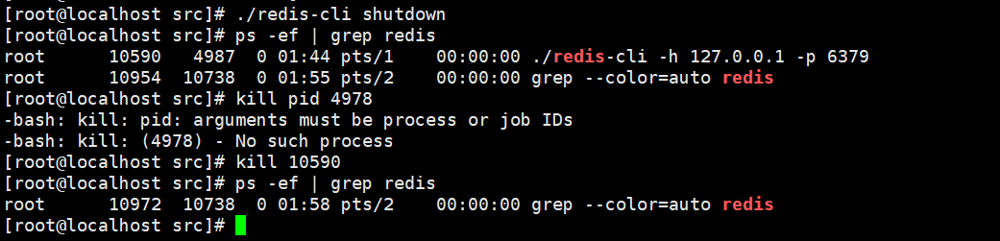 [root@localhost src]# ./redis-cli shutdown
[root@localhost src]# ps -ef | grep redis
root      10590   4987  0 01:44 pts/1    00:00:00 ./redis-cli -h 127.0.0.1 -p 6379
root      10954  10738  0 01:55 pts/2    00:00:00 grep --color=auto redis
[root@localhost src]# kill pid 4978
-bash: kill: pid: arguments must be process or job IDs
-bash: kill: (4978) - No such process
[root@localhost src]# kill 10590
[root@localhost src]# ps -ef | grep redis
root      10972  10738  0 01:58 pts/2    00:00:00 grep --color=auto redis
[root@localhost src]#